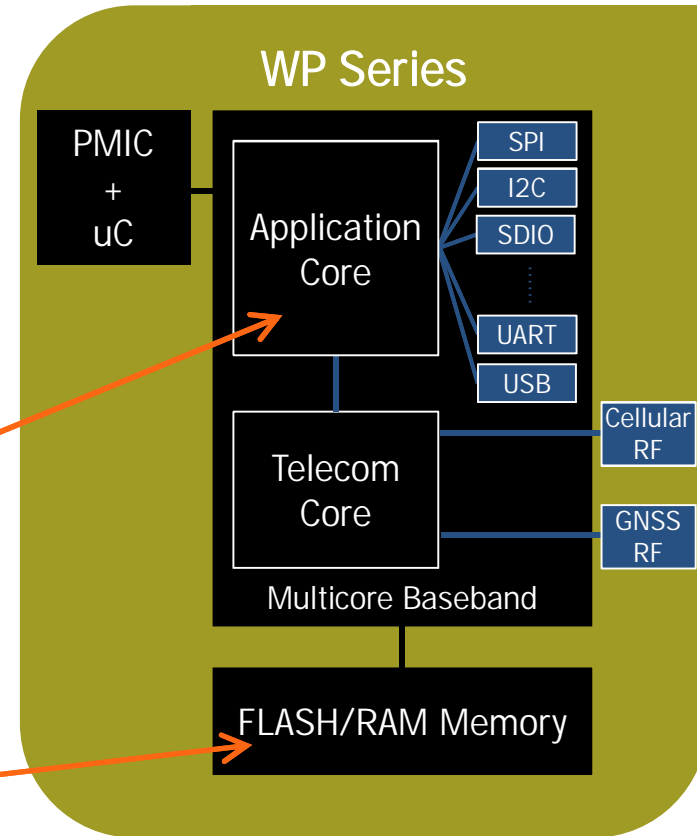 WP Series
PMIC
+
uC
Application
Core
SPI
I2C
SDIO
UART
USB
Telecom
Core
Cellular
RF
GNSS
RF
Multicore Baseband
FLASH/RAM Memory